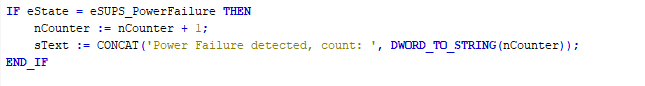 IF eState = eSUPS_PowerFailure THEN
nCounter := nCounter + 1;
sText := CONCAT('Power Failure detected, count: ', DWORD_TO_STRING(nCounter));
END_IF